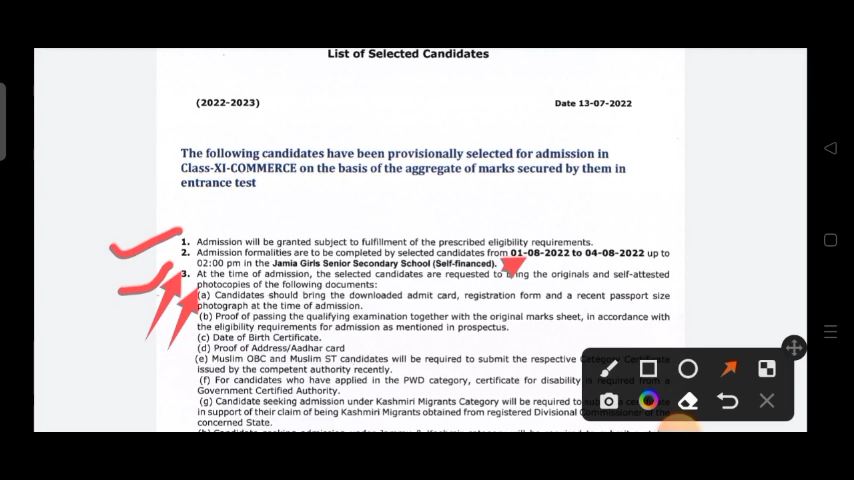 List of Selected Candidates
(2022-2023) Date 13-07-2022
The following candidates have been provisionally selected for admission in
Class-XI-COMMERCE on the basis of the aggregate of marks secured by them in
entrance test
1. Admission will be granted subject to fulfillment of the prescribed eligibility requirements.
2. Admission formalities are to be completed by selected candidates from 01-08-2022 to 04-08-2022 up to
02:00 pm in the Jamia Girls Senior Secondary School (Self-financed).
3. At the time of admission, the selected candidates are requested to bring the originals and self-attested
photocopies of the following documents:
(a) Candidates should bring the downloaded admit card, registration form and a recent passport size
photograph at the time of admission.
(b) Proof of passing the qualifying examination together with the original marks sheet, in accordance with
the eligibility requirements for admission as mentioned in prospectus.
(c) Date of Birth Certificate.
(d) Proof of Address/Aadhar card
(e) Muslim OBC and Muslim ST candidates will be required to submit the respective Category Certificate
issued by the competent authority recently.
(f) For candidates who have applied in the PWD category, certificate for disability is required from a
Government Certified Authority.
(g) Candidate seeking admission under Kashmiri Migrants Category will be required to
in support of their claim of being Kashmiri Migrants obtained from registered Divisional Commissioner of the
concerned State.